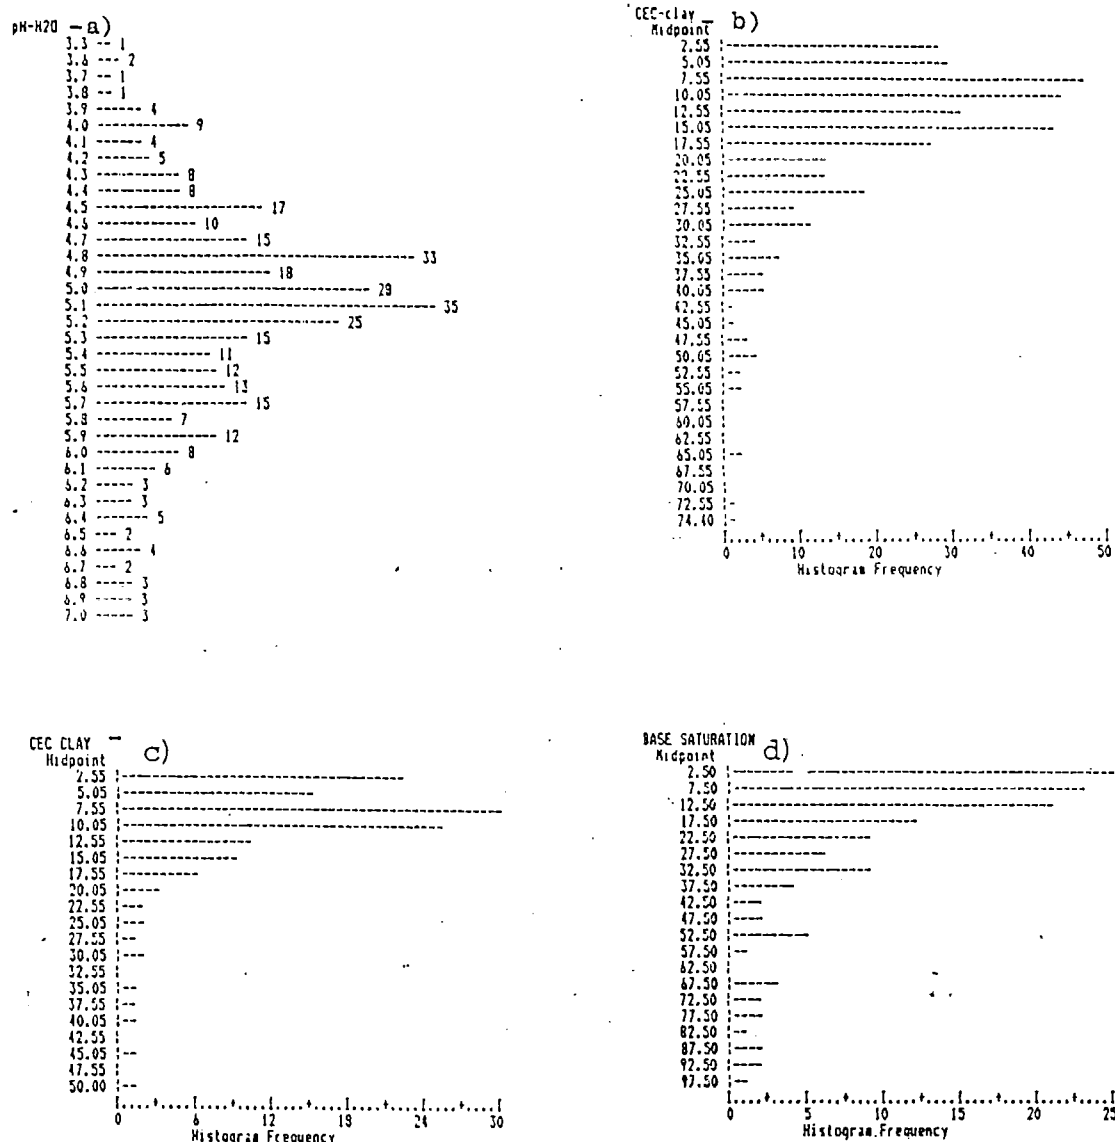 pH-H2O - a)
3.3 -- 1
3.6 --- 2
3.7 -- 1
3.8 -- 1
3.9 ------ 4
4.0 ------------- 9
4.1 ------ 4
4.2 ------- 5
4.3 ----------- 8
4.4 ----------- 8
4.5 ------------------------ 17
4.6 -------------- 10
4.7 --------------------- 15
4.8 ---------------------------------------------- 33
4.9 ------------------------- 18
5.0 --------------------------------------- 28
5.1 ------------------------------------------------- 35
5.2 ----------------------------------- 25
5.3 --------------------- 15
5.4 ---------------- 11
5.5 ----------------- 12
5.6 ------------------ 13
5.7 --------------------- 15
5.8 ---------- 7
5.9 ----------------- 12
6.0 ----------- 8
6.1 -------- 6
6.2 ----- 3
6.3 ----- 3
6.4 ------- 5
6.5 --- 2
6.6 ------ 4
6.7 --- 2
6.8 ----- 3
6.9 ----- 3
7.0 ----- 3
CEC-clay _ b)
Midpoint
2.55
5.05
7.55
10.05
12.55
15.05
17.55
20.05
22.55
25.05
27.55
30.05
32.55
35.05
37.55
40.05
42.55
45.05
47.55
50.05
52.55
55.05
57.55
60.05
62.55
65.05
67.55
70.05
72.55
74.40
0 10 20 30 40 50
Histogram Frequency
CEC CLAY - c)
Midpoint
2.55
5.05
7.55
10.05
12.55
15.05
17.55
20.05
22.55
25.05
27.55
30.05
32.55
35.05
37.55
40.05
42.55
45.05
47.55
50.00
0 6 12 18 24 30
Histogram Frequency
BASE SATURATION d)
Midpoint
2.50
7.50
12.50
17.50
22.50
27.50
32.50
37.50
42.50
47.50
52.50
57.50
62.50
67.50
72.50
77.50
82.50
87.50
92.50
97.50
0 5 10 15 20 25
Histogram Frequency